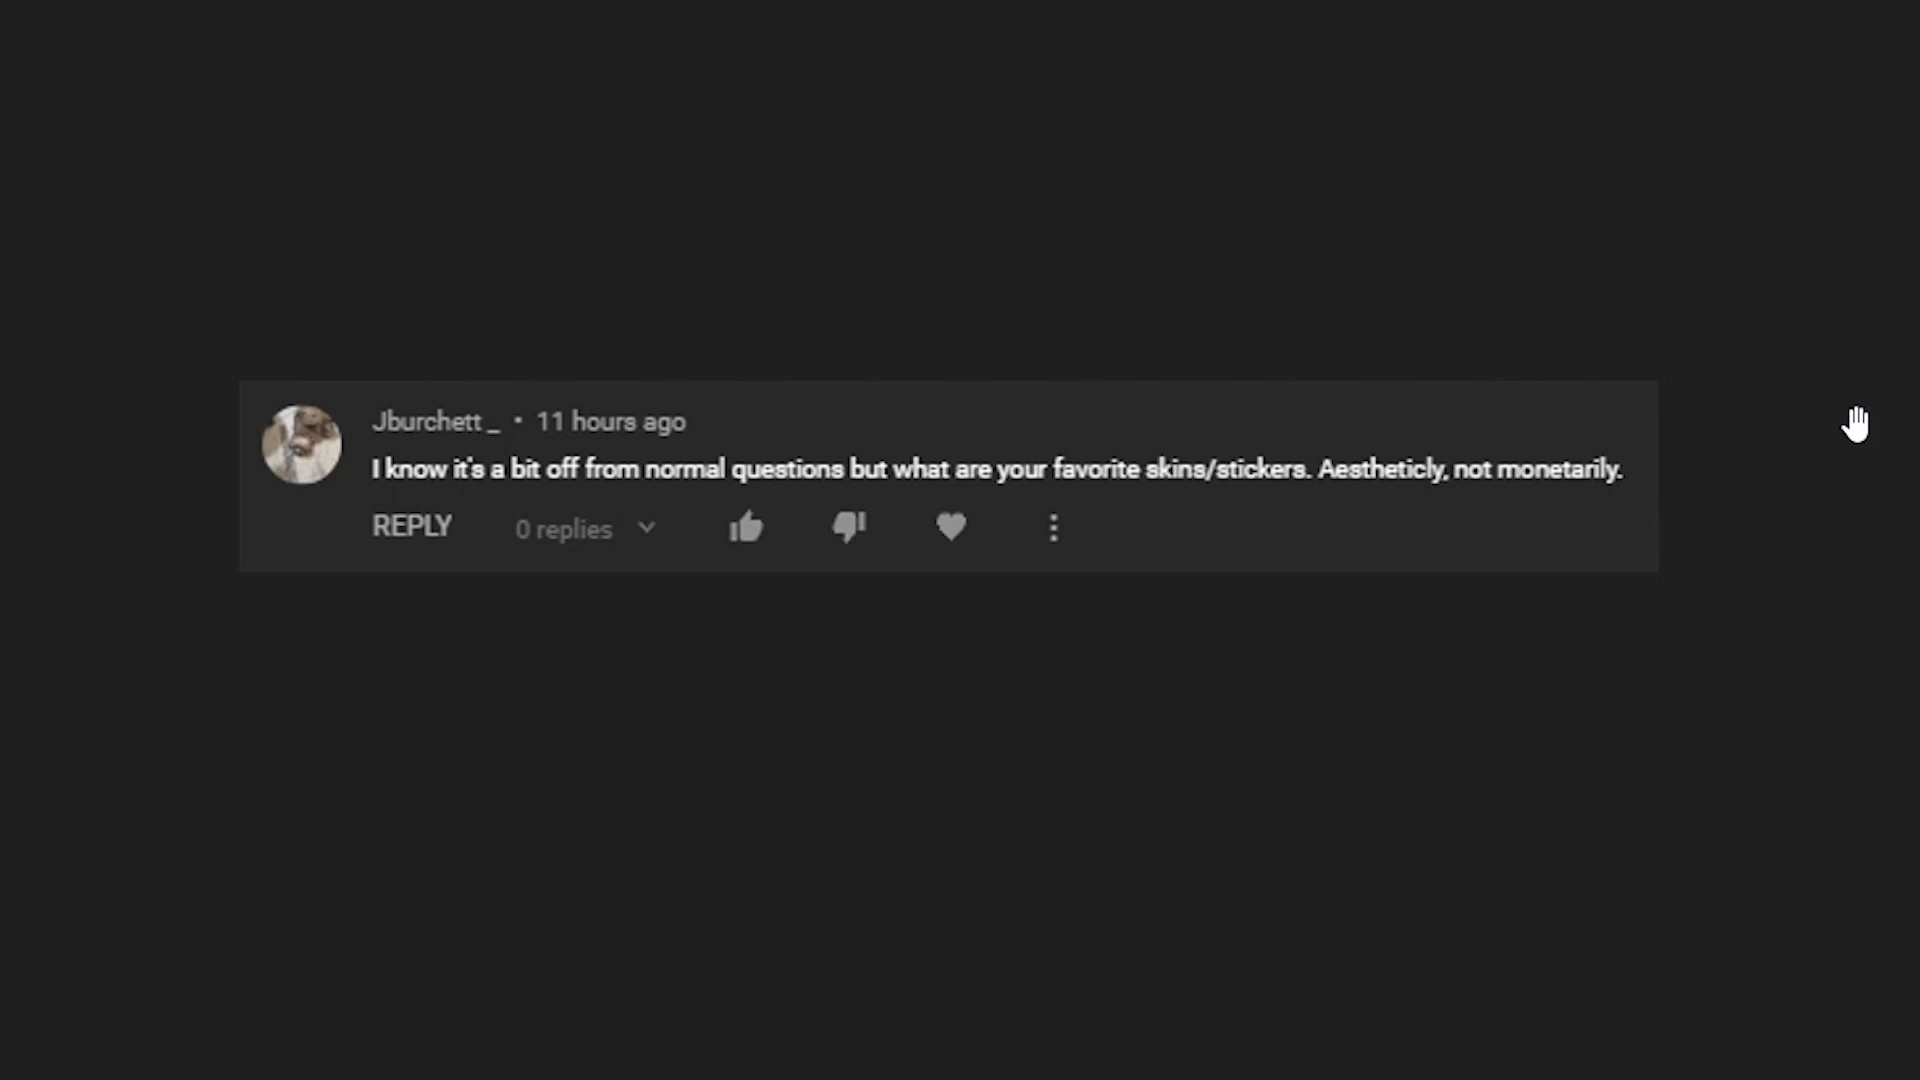 Jburchett_ • 11 hours ago
I know it's a bit off from normal questions but what are your favorite skins/stickers. Aestheticly, not monetarily.
REPLY 0 replies